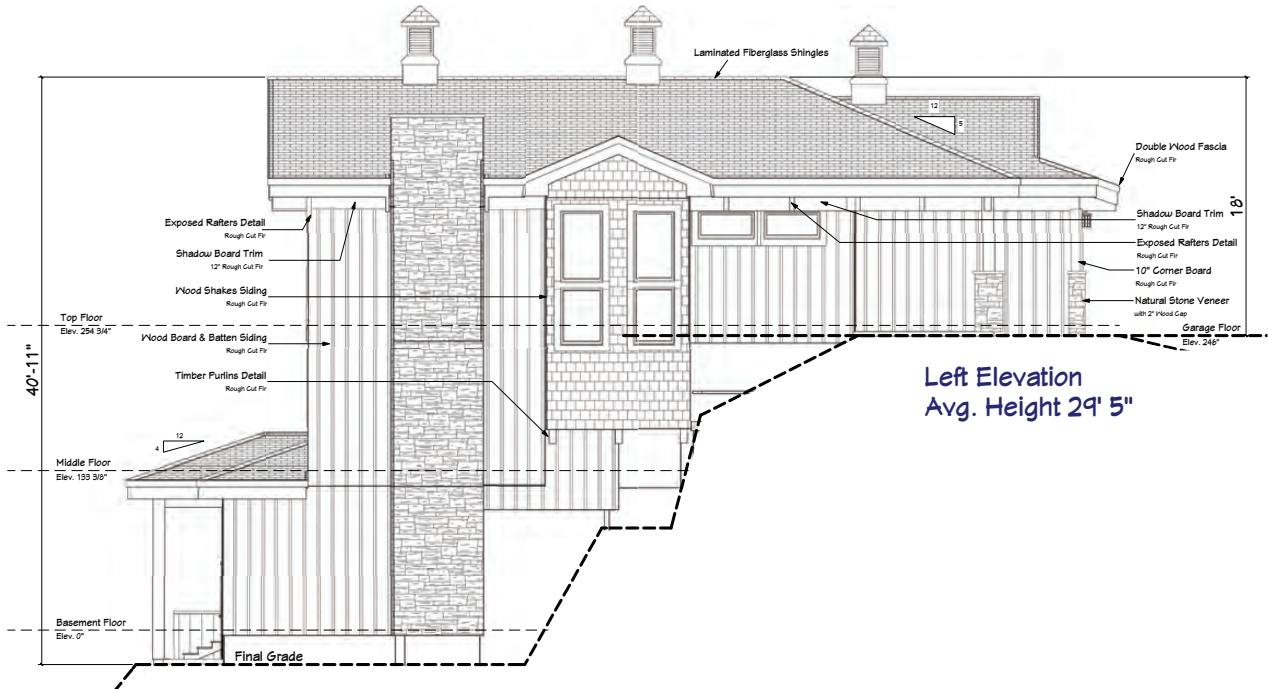 Laminated Fiberglass Shingles
12
5
Double Wood Fascia
Rough Cut Fir
18'
Exposed Rafters Detail
Rough Cut Fir
Shadow Board Trim
12" Rough Cut Fir
Wood Shakes Siding
Rough Cut Fir
Top Floor
Elev. 254 3/4"
Wood Board & Batten Siding
Rough Cut Fir
Timber Purlins Detail
Rough Cut Fir
40'-11"
12
4
Middle Floor
Elev. 133 3/8"
Basement Floor
Elev. 0"
Final Grade
Shadow Board Trim
12" Rough Cut Fir
Exposed Rafters Detail
Rough Cut Fir
10" Corner Board
Rough Cut Fir
Natural Stone Veneer
with 2" Wood Cap
Garage Floor
Elev. 246"
Left Elevation
Avg. Height 29' 5"